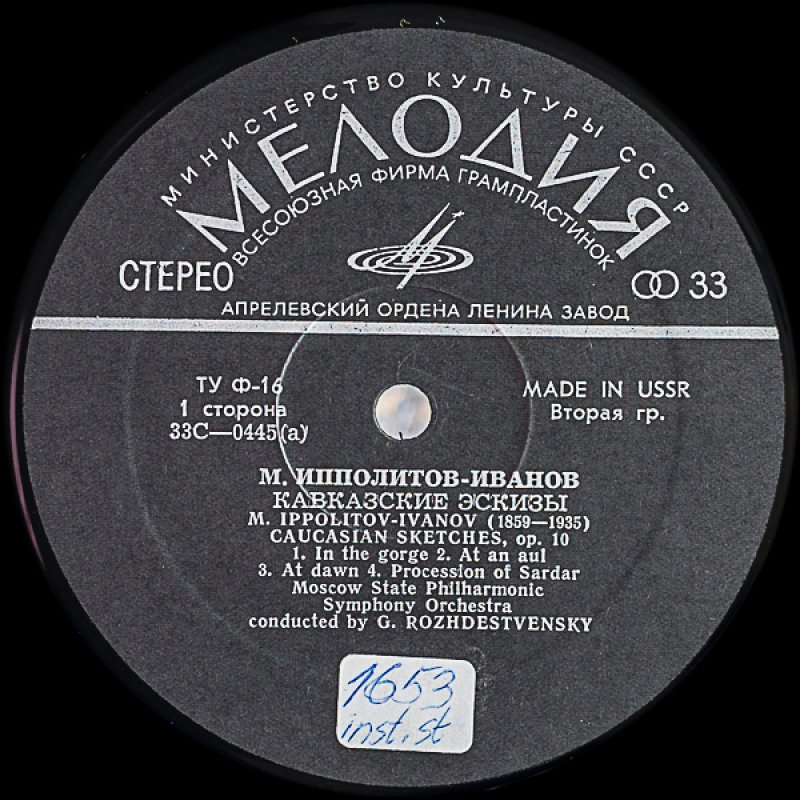 МИНИСТЕРСТВО КУЛЬТУРЫ СССР
МЕЛОДИЯ
ВСЕСОЮЗНАЯ ФИРМА ГРАМПЛАСТИНОК
СТЕРЕО
33
АПРЕЛЕВСКИЙ ОРДЕНА ЛЕНИНА ЗАВОД
ТУ Ф-16
1 сторона
33С—0445(а)
MADE IN USSR
Вторая гр.
М. ИППОЛИТОВ-ИВАНОВ
КАВКАЗСКИЕ ЭСКИЗЫ
M. IPPOLITOV-IVANOV (1859—1935)
CAUCASIAN SKETCHES, op. 10
1. In the gorge 2. At an aul
3. At dawn 4. Procession of Sardar
Moscow State Philharmonic
Symphony Orchestra
conducted by G. ROZHDESTVENSKY
1653
inst.st